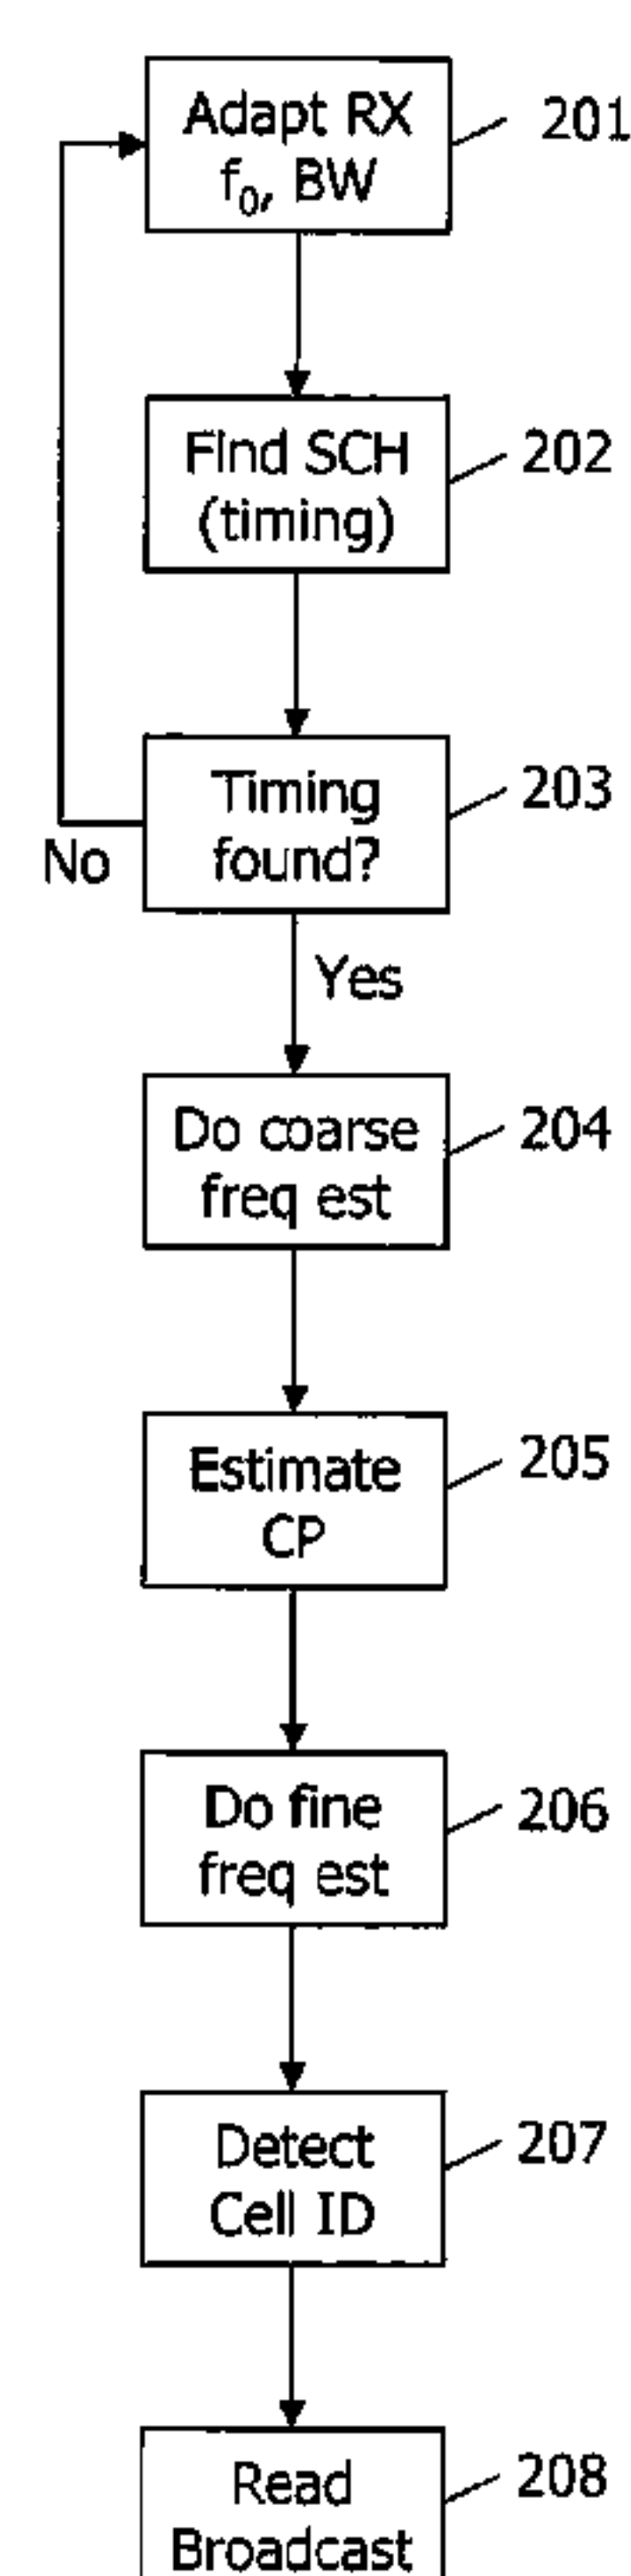 Adapt RX
f₀, BW
201
Find SCH
(timing)
202
Timing
found?
203
No
Yes
Do coarse
freq est
204
Estimate
CP
205
Do fine
freq est
206
Detect
Cell ID
207
Read
Broadcast
208